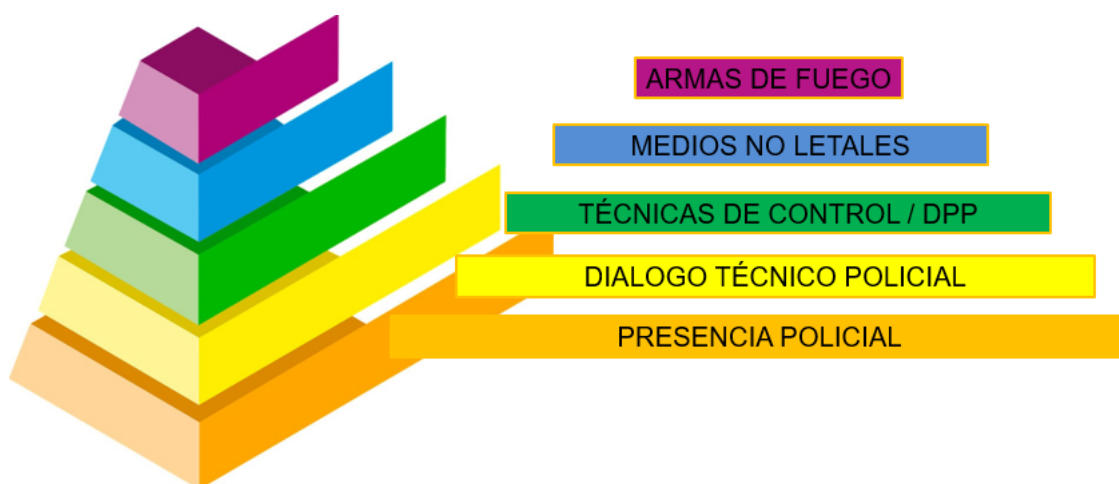 ARMAS DE FUEGO
MEDIOS NO LETALES
TÉCNICAS DE CONTROL / DPP
DIALOGO TÉCNICO POLICIAL
PRESENCIA POLICIAL